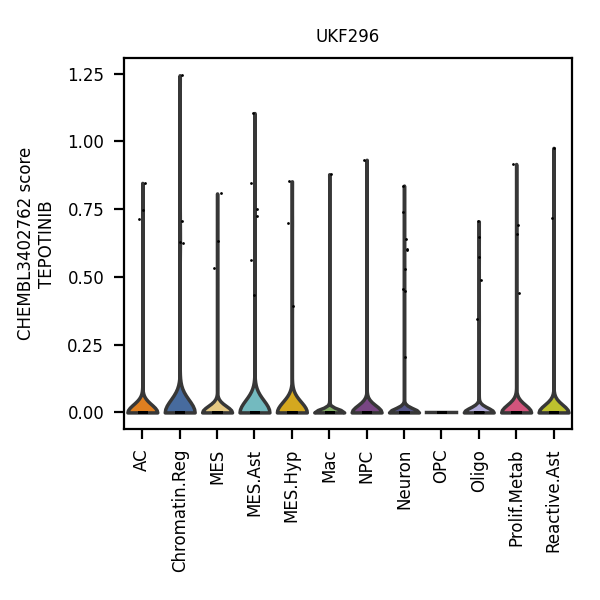 UKF296
CHEMBL3402762 score
TEPOTINIB
1.25
1.00
0.75
0.50
0.25
0.00
AC
Chromatin.Reg
MES
MES.Ast
MES.Hyp
Mac
NPC
Neuron
OPC
Oligo
Prolif.Metab
Reactive.Ast